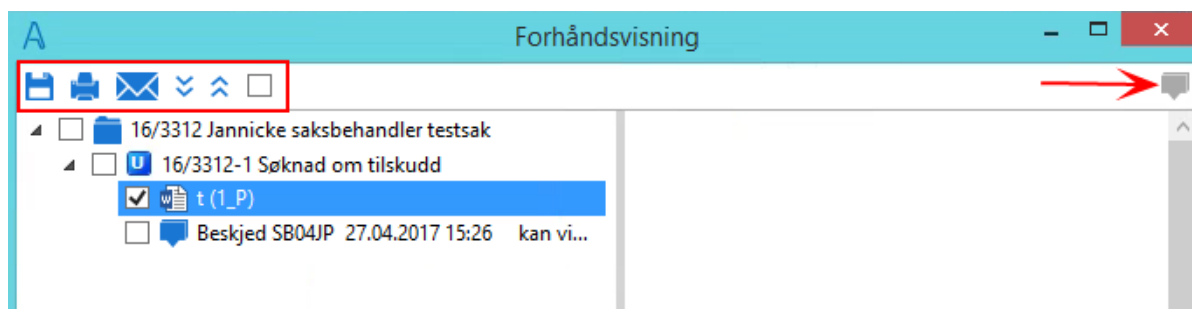 Forhåndsvisning
16/3312 Jannicke saksbehandler testsak
U 16/3312-1 Søknad om tilskudd
t (1_P)
Beskjed SB04JP 27.04.2017 15:26 kan vi...